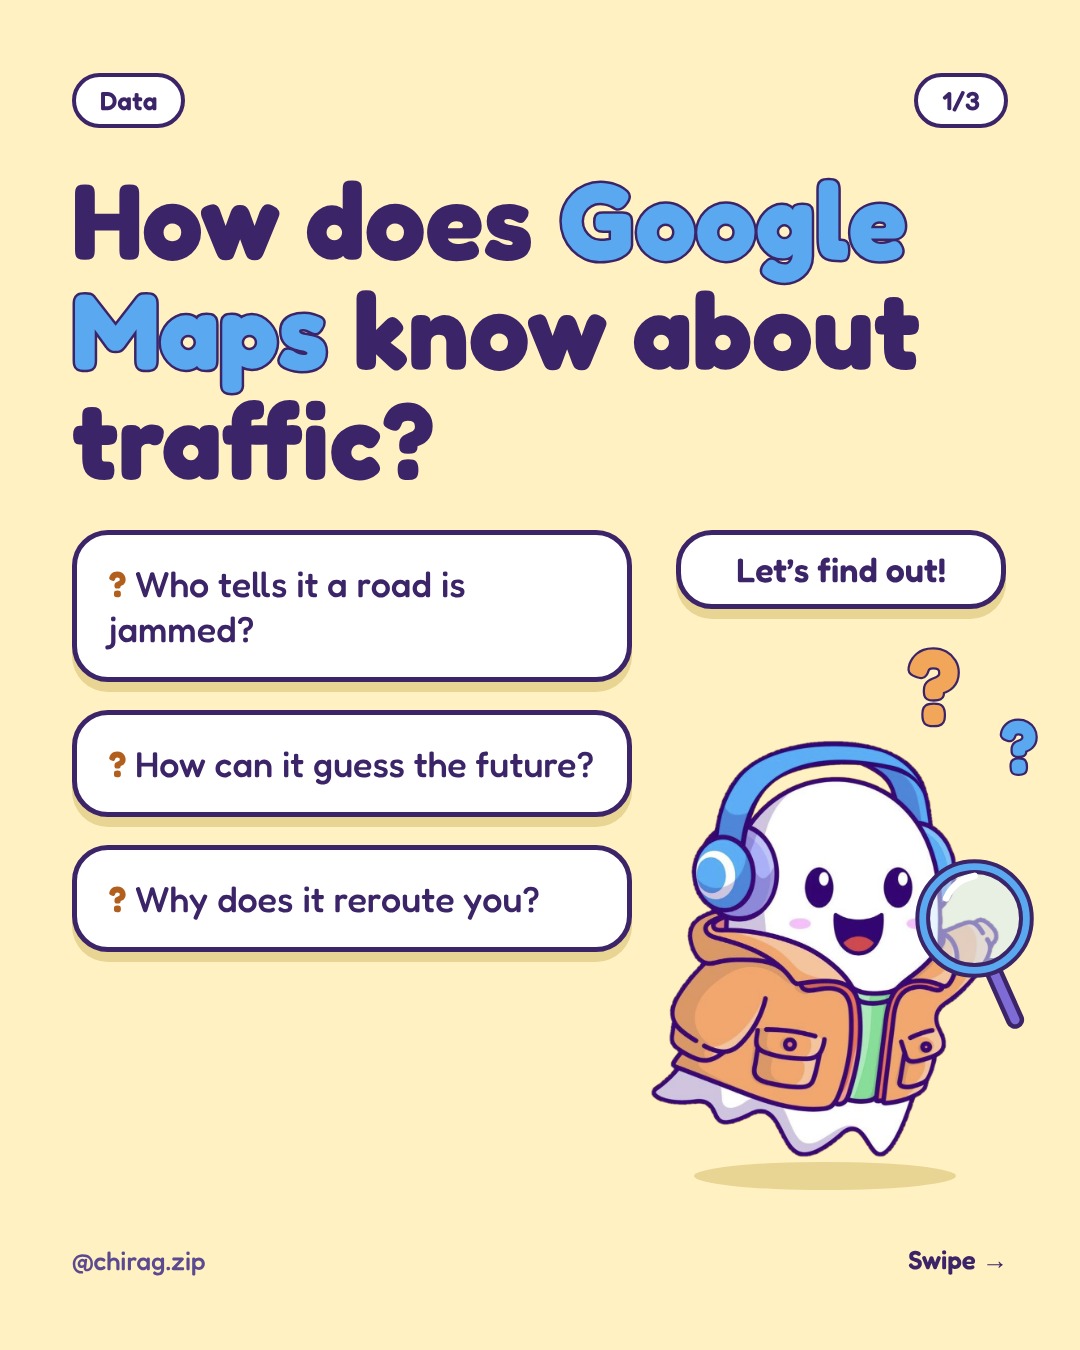 Data
1/3
How does Google
Maps know about
traffic?
? Who tells it a road is
jammed?
? How can it guess the future?
? Why does it reroute you?
Let’s find out!
?
?
@chirag.zip
Swipe →